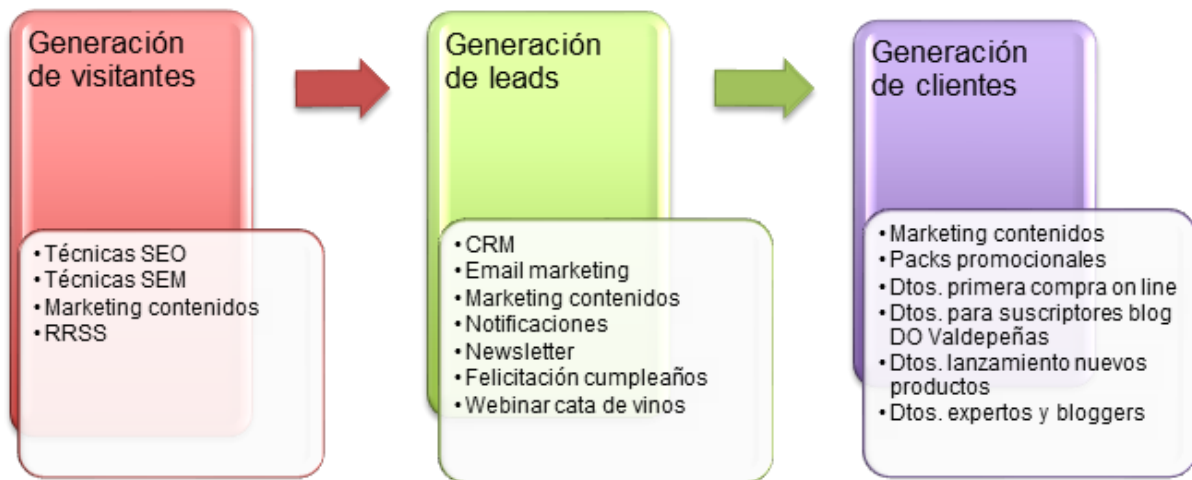 Generación
de visitantes
• Técnicas SEO
• Técnicas SEM
• Marketing contenidos
• RRSS
Generación
de leads
• CRM
• Email marketing
• Marketing contenidos
• Notificaciones
• Newsletter
• Felicitación cumpleaños
• Webinar cata de vinos
Generación
de clientes
• Marketing contenidos
• Packs promocionales
• Dtos. primera compra on line
• Dtos. para suscriptores blog
DO Valdepeñas
• Dtos. lanzamiento nuevos
productos
• Dtos. expertos y bloggers